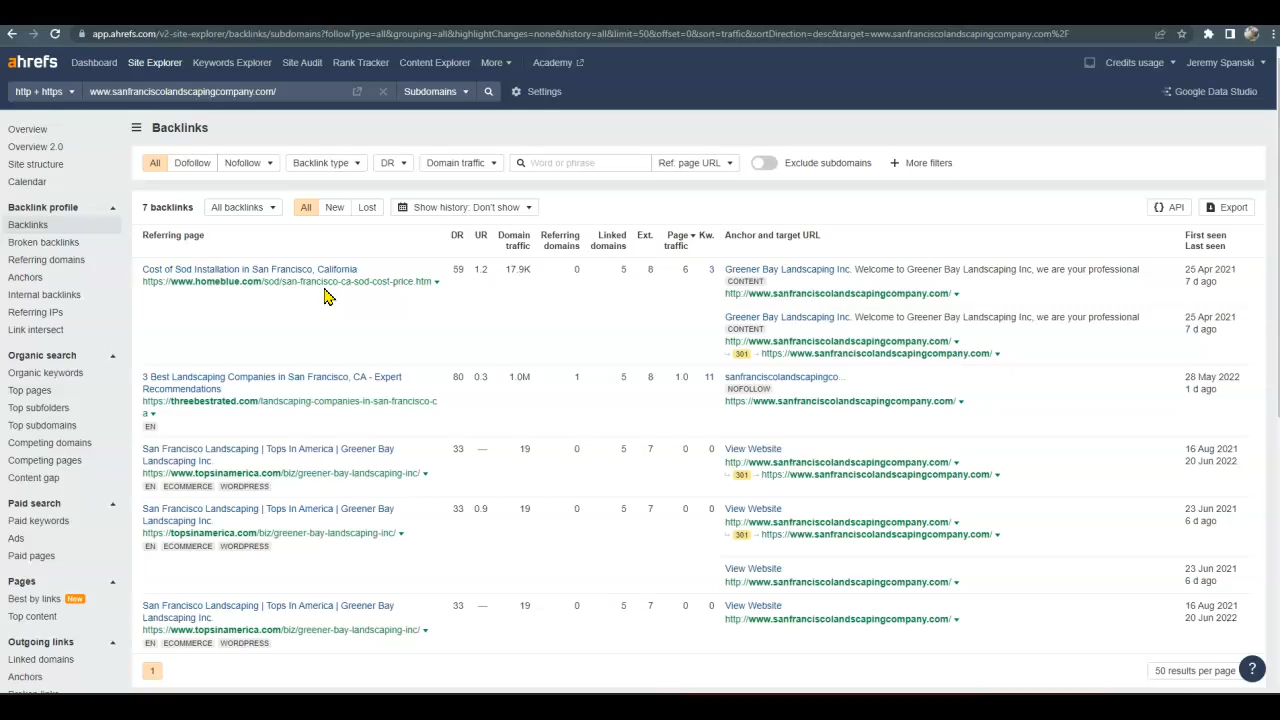 app.ahrefs.com/v2-site-explorer/backlinks/subdomains?followType=all&grouping=all&highlightChanges=none&history=all&limit=50&offset=0&sort=traffic&sortDirection=desc&target=www.sanfranciscolandscapingcompany.com%2F
ahrefs Dashboard Site Explorer Keywords Explorer Site Audit Rank Tracker Content Explorer More Academy Credits usage Jeremy Spanski
http + https www.sanfranciscolandscapingcompany.com/ Subdomains Settings Google Data Studio
Overview
Overview 2.0
Site structure
Calendar
Backlink profile
Backlinks
Broken backlinks
Referring domains
Anchors
Internal backlinks
Referring IPs
Link intersect
Organic search
Organic keywords
Top pages
Top subfolders
Top subdomains
Competing domains
Competing pages
Content gap
Paid search
Paid keywords
Ads
Paid pages
Pages
Best by links New
Top content
Outgoing links
Linked domains
Anchors
Backlinks
All Dofollow Nofollow Backlink type DR Domain traffic Word or phrase Ref. page URL Exclude subdomains + More filters
7 backlinks All backlinks All New Lost Show history: Don't show {} API Export
Referring page DR UR Domain traffic Referring domains Linked domains Ext. Page traffic Kw. Anchor and target URL First seen Last seen
Cost of Sod Installation in San Francisco, California 59 1.2 17.9K 0 5 8 6 3 Greener Bay Landscaping Inc. Welcome to Greener Bay Landscaping Inc, we are your professional 25 Apr 2021
https://www.homeblue.com/sod/san-francisco-ca-sod-cost-price.htm CONTENT 7 d ago
http://www.sanfranciscolandscapingcompany.com/
Greener Bay Landscaping Inc. Welcome to Greener Bay Landscaping Inc, we are your professional 25 Apr 2021
CONTENT 7 d ago
http://www.sanfranciscolandscapingcompany.com/
301 https://www.sanfranciscolandscapingcompany.com/
3 Best Landscaping Companies in San Francisco, CA - Expert 80 0.3 1.0M 1 5 8 1.0 11 sanfranciscolandscapingco... 28 May 2022
Recommendations NOFOLLOW 1 d ago
https://threebestrated.com/landscaping-companies-in-san-francisco-c https://www.sanfranciscolandscapingcompany.com/
a
EN
San Francisco Landscaping | Tops In America | Greener Bay 33 — 19 0 5 7 0 0 View Website 16 Aug 2021
Landscaping Inc. http://www.sanfranciscolandscapingcompany.com/ 20 Jun 2022
https://www.topsinamerica.com/biz/greener-bay-landscaping-inc/ 301 https://www.sanfranciscolandscapingcompany.com/
EN ECOMMERCE WORDPRESS
San Francisco Landscaping | Tops In America | Greener Bay 33 0.9 19 0 5 7 0 0 View Website 23 Jun 2021
Landscaping Inc. http://www.sanfranciscolandscapingcompany.com/ 6 d ago
https://topsinamerica.com/biz/greener-bay-landscaping-inc/ 301 https://www.sanfranciscolandscapingcompany.com/
EN ECOMMERCE WORDPRESS
View Website 23 Jun 2021
http://www.sanfranciscolandscapingcompany.com/ 6 d ago
San Francisco Landscaping | Tops In America | Greener Bay 33 — 19 0 5 7 0 0 View Website 16 Aug 2021
Landscaping Inc. http://www.sanfranciscolandscapingcompany.com/ 20 Jun 2022
https://www.topsinamerica.com/biz/greener-bay-landscaping-inc/
EN ECOMMERCE WORDPRESS
1 50 results per page ?